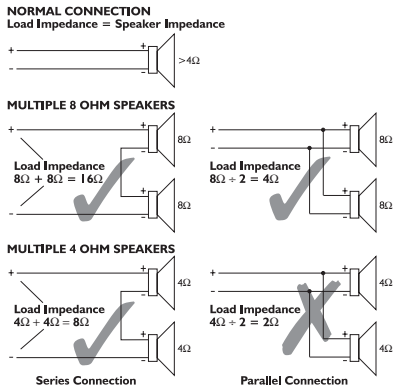 NORMAL CONNECTION
Load Impedance = Speaker Impedance
+
+
-
-
>4Ω
MULTIPLE 8 OHM SPEAKERS
+
+
-
8Ω
Load Impedance
8Ω + 8Ω = 16Ω
+
-
-
8Ω
+
+
-
8Ω
Load Impedance
8Ω ÷ 2 = 4Ω
-
+
-
8Ω
MULTIPLE 4 OHM SPEAKERS
+
+
-
4Ω
Load Impedance
4Ω + 4Ω = 8Ω
+
-
-
4Ω
+
+
-
4Ω
Load Impedance
4Ω ÷ 2 = 2Ω
-
+
-
4Ω
Series Connection
Parallel Connection